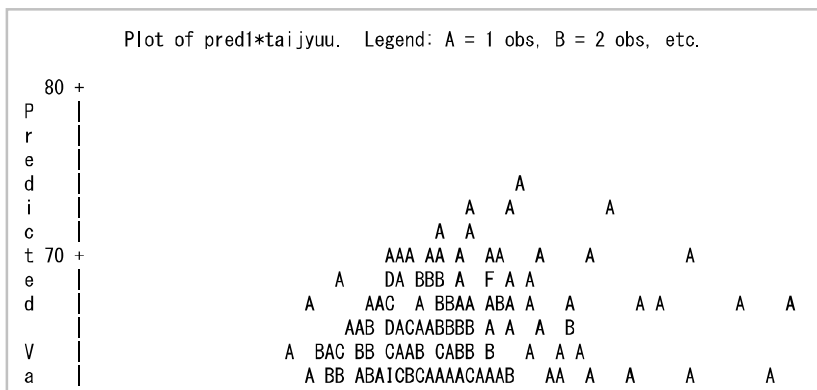 Plot of pred1*taijyuu.  Legend: A = 1 obs, B = 2 obs, etc.
80 +
P    |
r    |
e    |
d    |                                           A
i    |                                      A   A         A
c    |                                   A  A
t 70 +                              AAA AA A  AA   A    A         A
e    |                         A    DA BBB A  F A A
d    |                      A     AAC  A BBAA ABA A   A      A A       A    A
     |                          AAB DACAABBBB A A  A  B
V    |                    A  BAC BB CAAB CABB B   A  A A
a    |                      A BB ABAICBCAAAACAAAB   AA  A   A     A       A